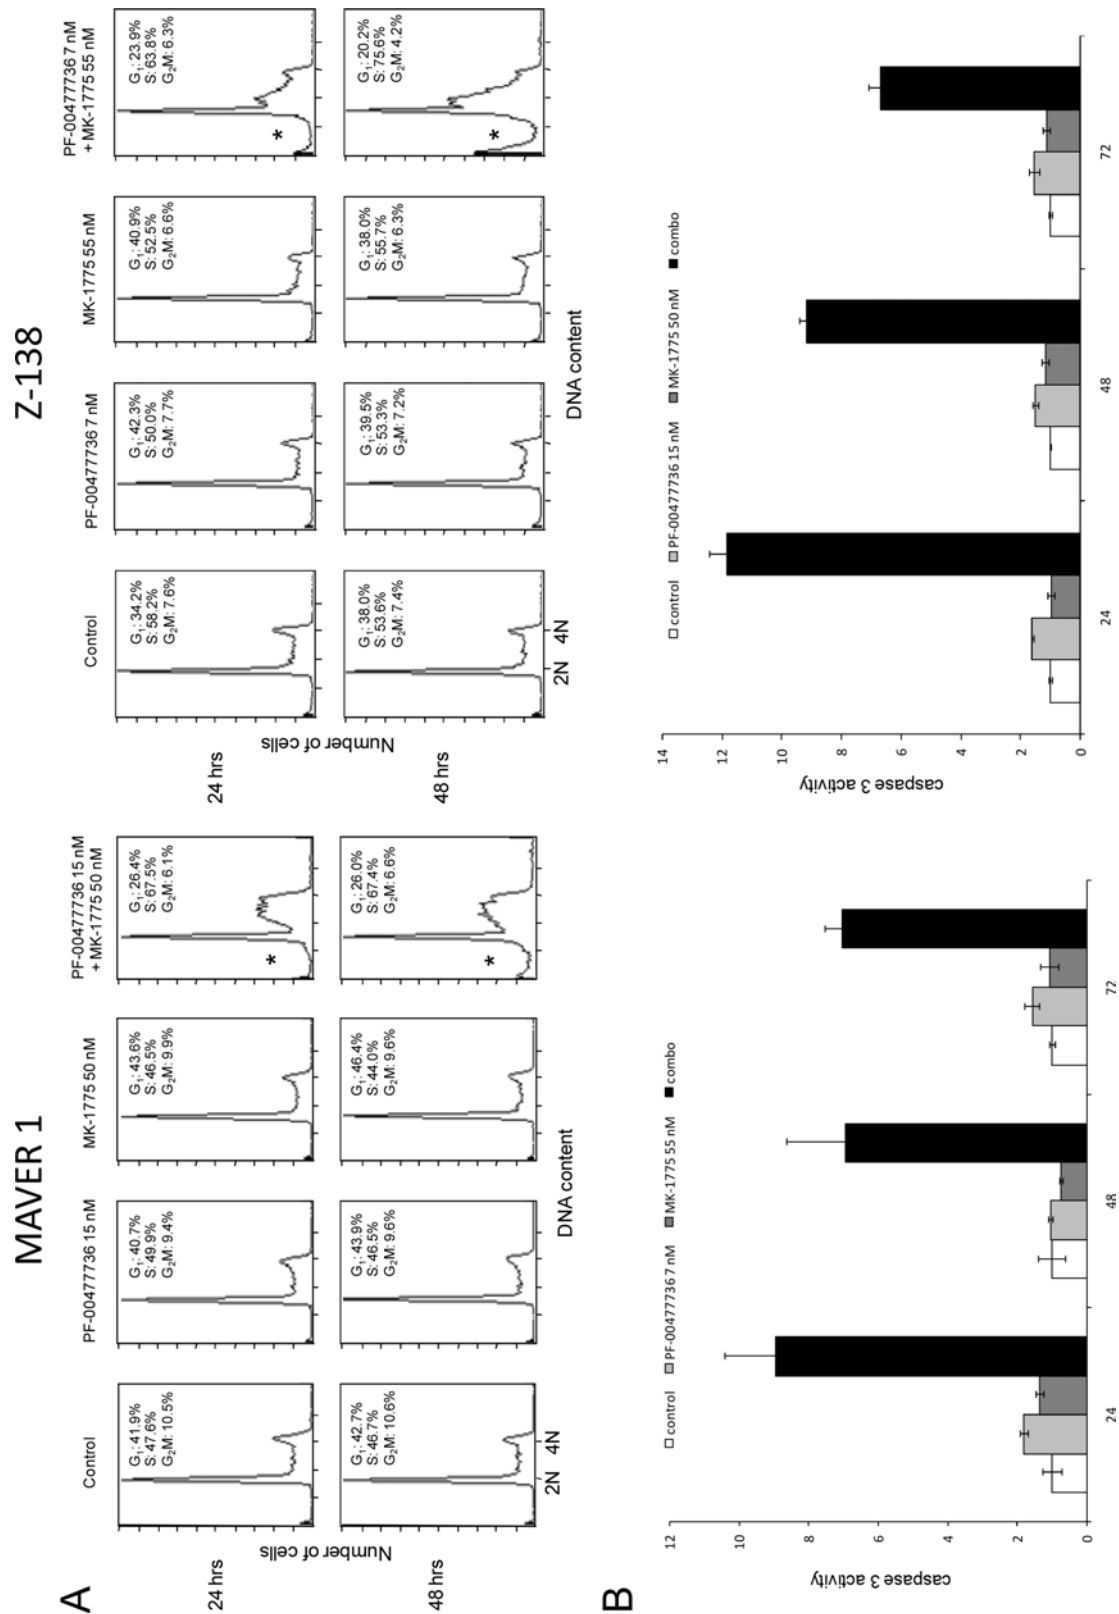 A
MAVER 1
Control
PF-00477736 15 nM
MK-1775 50 nM
PF-00477736 15 nM
+ MK-1775 50 nM
24 hrs
G1: 41.9%
S: 47.6%
G2M: 10.5%
G1: 40.7%
S: 49.9%
G2M: 9.4%
G1: 43.6%
S: 46.5%
G2M: 9.9%
G1: 26.4%
S: 67.5%
G2M: 6.1%
*
48 hrs
G1: 42.7%
S: 46.7%
G2M: 10.6%
G1: 43.9%
S: 46.5%
G2M: 9.6%
G1: 46.4%
S: 44.0%
G2M: 9.6%
G1: 26.0%
S: 67.4%
G2M: 6.6%
*
Number of cells
2N 4N
DNA content
Z-138
Control
PF-00477736 7 nM
MK-1775 55 nM
PF-00477736 7 nM
+ MK-1775 55 nM
24 hrs
G1: 34.2%
S: 58.2%
G2M: 7.6%
G1: 42.3%
S: 50.0%
G2M: 7.7%
G1: 40.9%
S: 52.5%
G2M: 6.6%
G1: 23.9%
S: 63.8%
G2M: 6.3%
*
48 hrs
G1: 38.0%
S: 53.6%
G2M: 7.4%
G1: 39.5%
S: 53.3%
G2M: 7.2%
G1: 38.0%
S: 55.7%
G2M: 6.3%
G1: 20.2%
S: 75.6%
G2M: 4.2%
*
Number of cells
2N 4N
DNA content
B
control PF-00477736 7 nM MK-1775 55 nM combo
caspase 3 activity
12
10
8
6
4
2
0
24 48 72
control PF-00477736 15 nM MK-1775 50 nM combo
caspase 3 activity
14
12
10
8
6
4
2
0
24 48 72